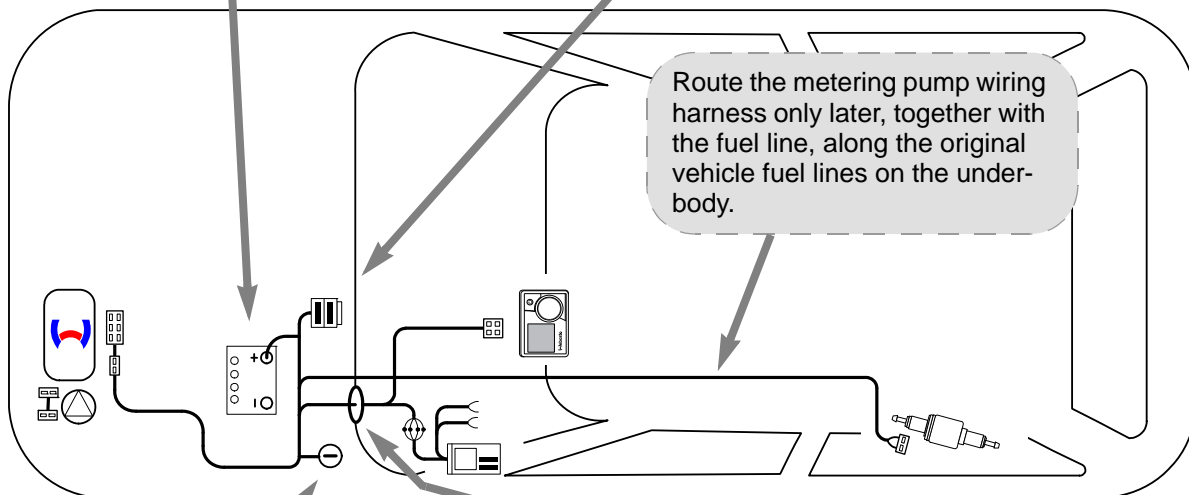 Route the metering pump wiring
harness only later, together with
the fuel line, along the original
vehicle fuel lines on the under-
body.
+
−
−